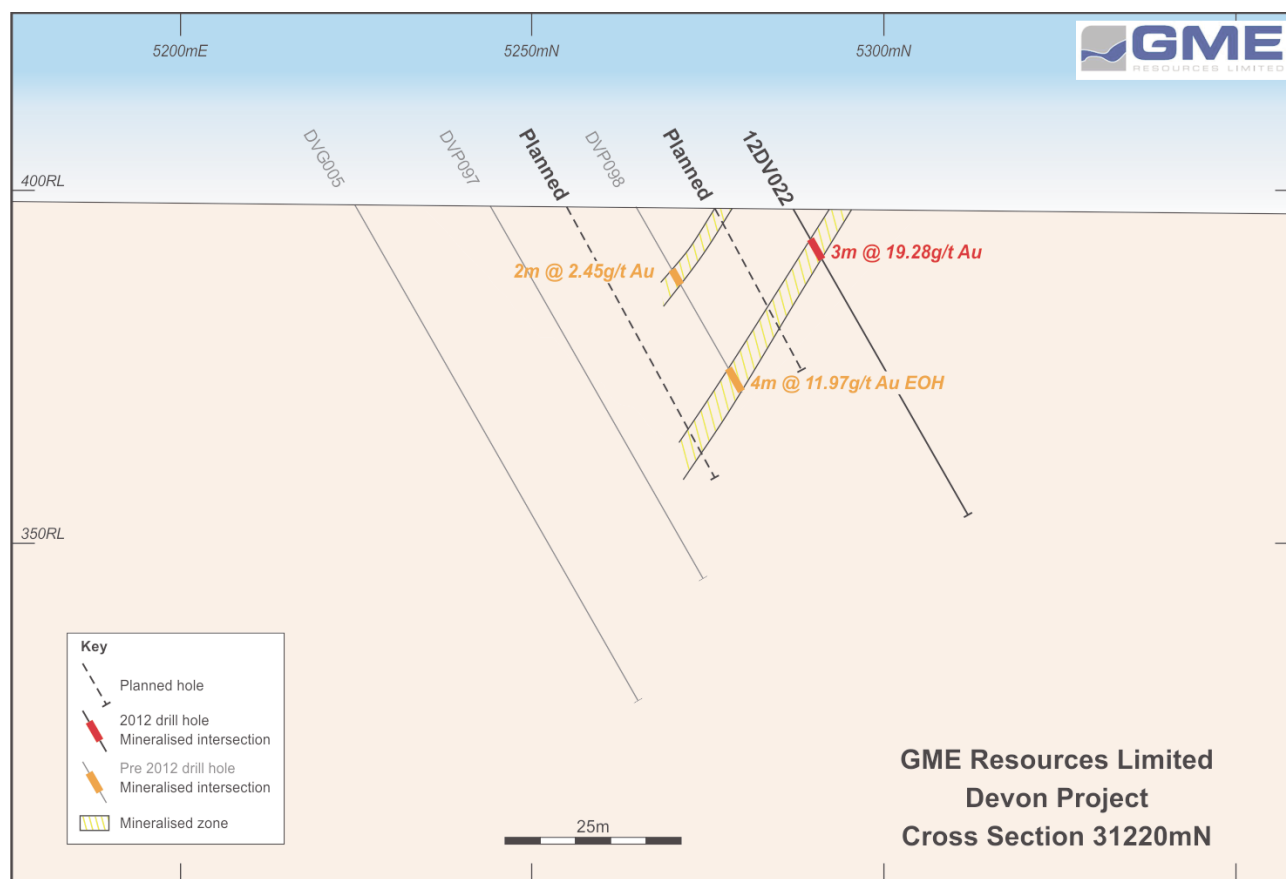 5200mE
5250mN
5300mN
GME
RESOURCES LIMITED
DVG005
DVP097
Planned
DVP098
Planned
12DV022
400RL
3m @ 19.28g/t Au
2m @ 2.45g/t Au
4m @ 11.97g/t Au EOH
350RL
Key
Planned hole
2012 drill hole
Mineralised intersection
Pre 2012 drill hole
Mineralised intersection
Mineralised zone
25m
GME Resources Limited
Devon Project
Cross Section 31220mN